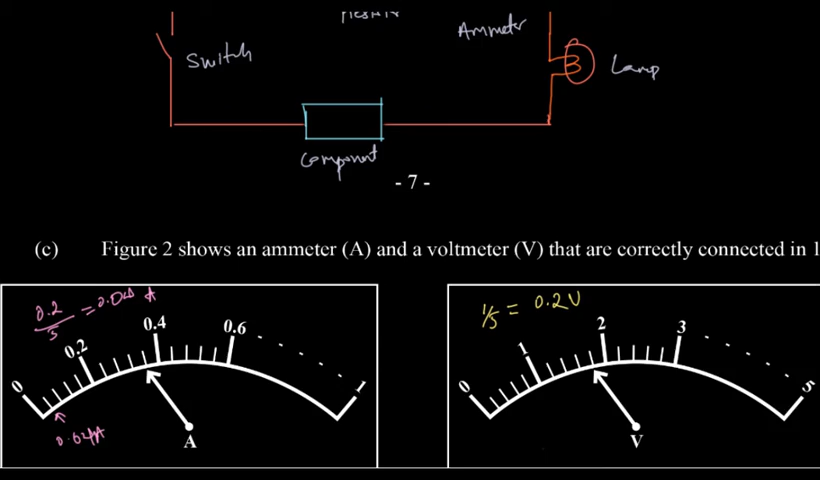 Ammeter
Switch
Lamp
Component
- 7 -
(c) Figure 2 shows an ammeter (A) and a voltmeter (V) that are correctly connected in 1
0.2/5 = 0.04 A
1/5 = 0.2V
0 0.2 0.4 0.6 1
0 1 2 3 5
0.04A
A
V